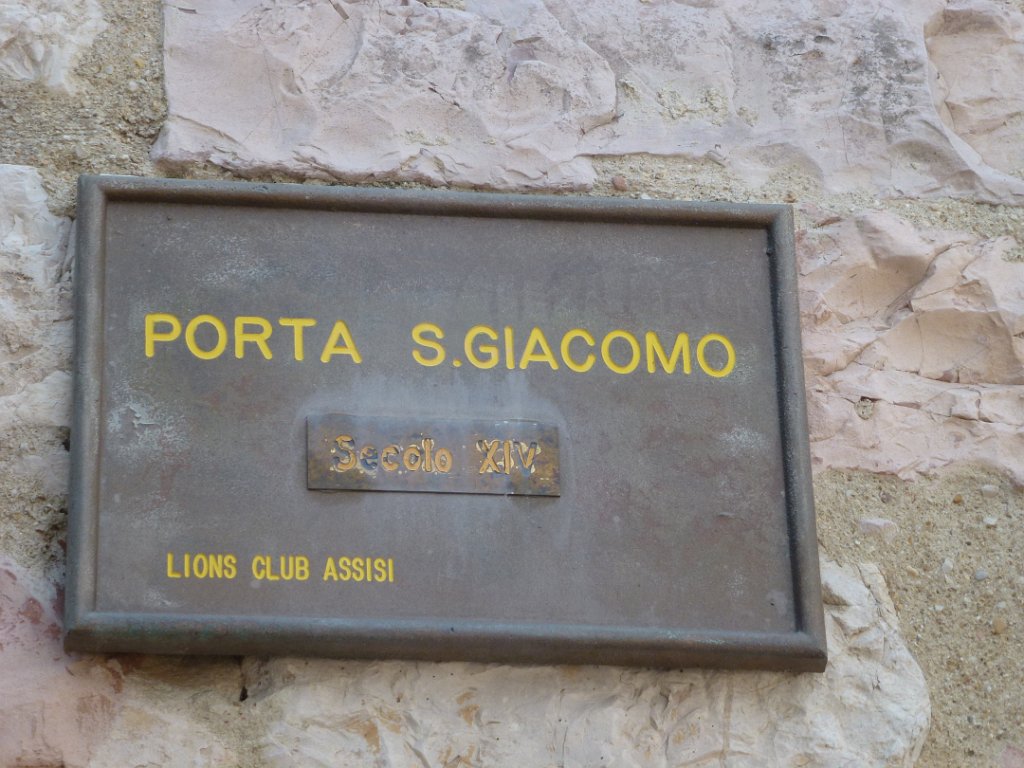 PORTA S.GIACOMO
Secolo XIV
LIONS CLUB ASSISI